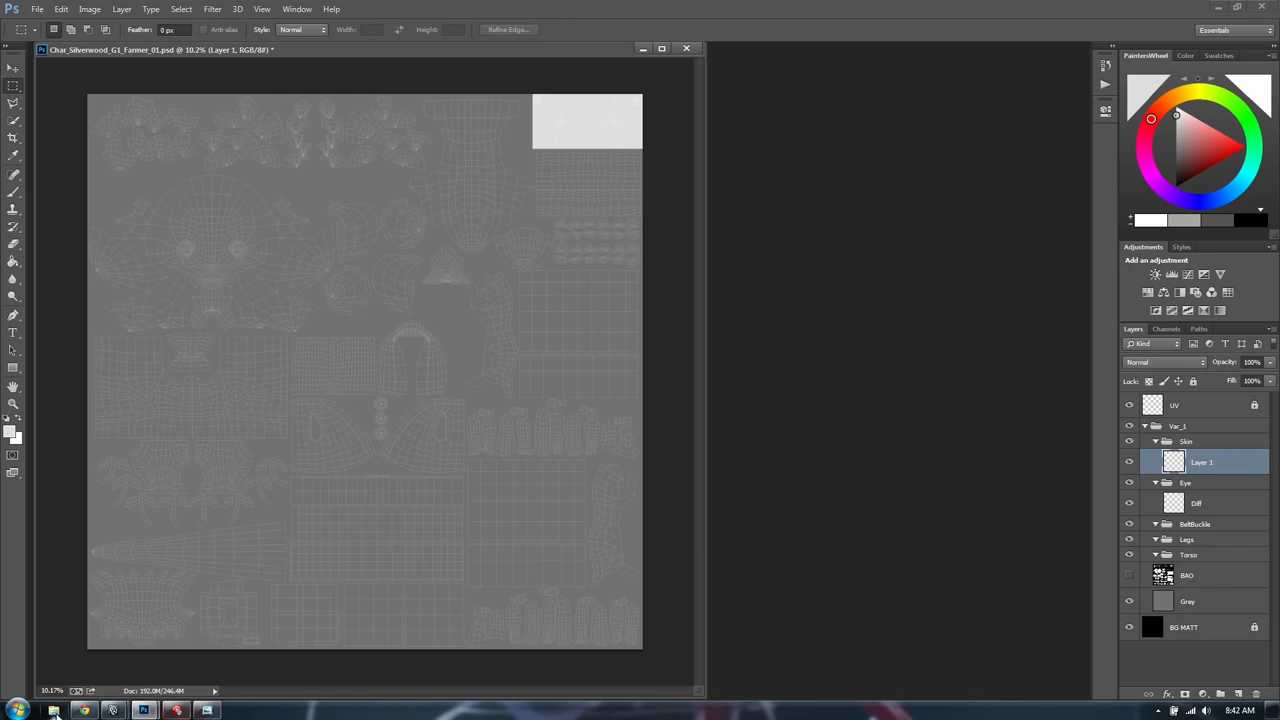 Ps File Edit Image Layer Type Select Filter 3D View Window Help
Feather: 0 px Anti-alias Style: Normal Width: Height: Refine Edge... Essentials
Char_Silverwood_G1_Farmer_01.psd @ 10.2% (Layer 1, RGB/8#) *
PaintersWheel Color Swatches
Adjustments Styles
Add an adjustment
Layers Channels Paths
Kind
Normal Opacity: 100%
Lock: Fill: 100%
UV
Var_1
Skin
Layer 1
Eye
Diff
BeltBuckle
Legs
Torso
BAO
Grey
BG MATT
10.17% Doc: 192.0M/246.4M
8:42 AM